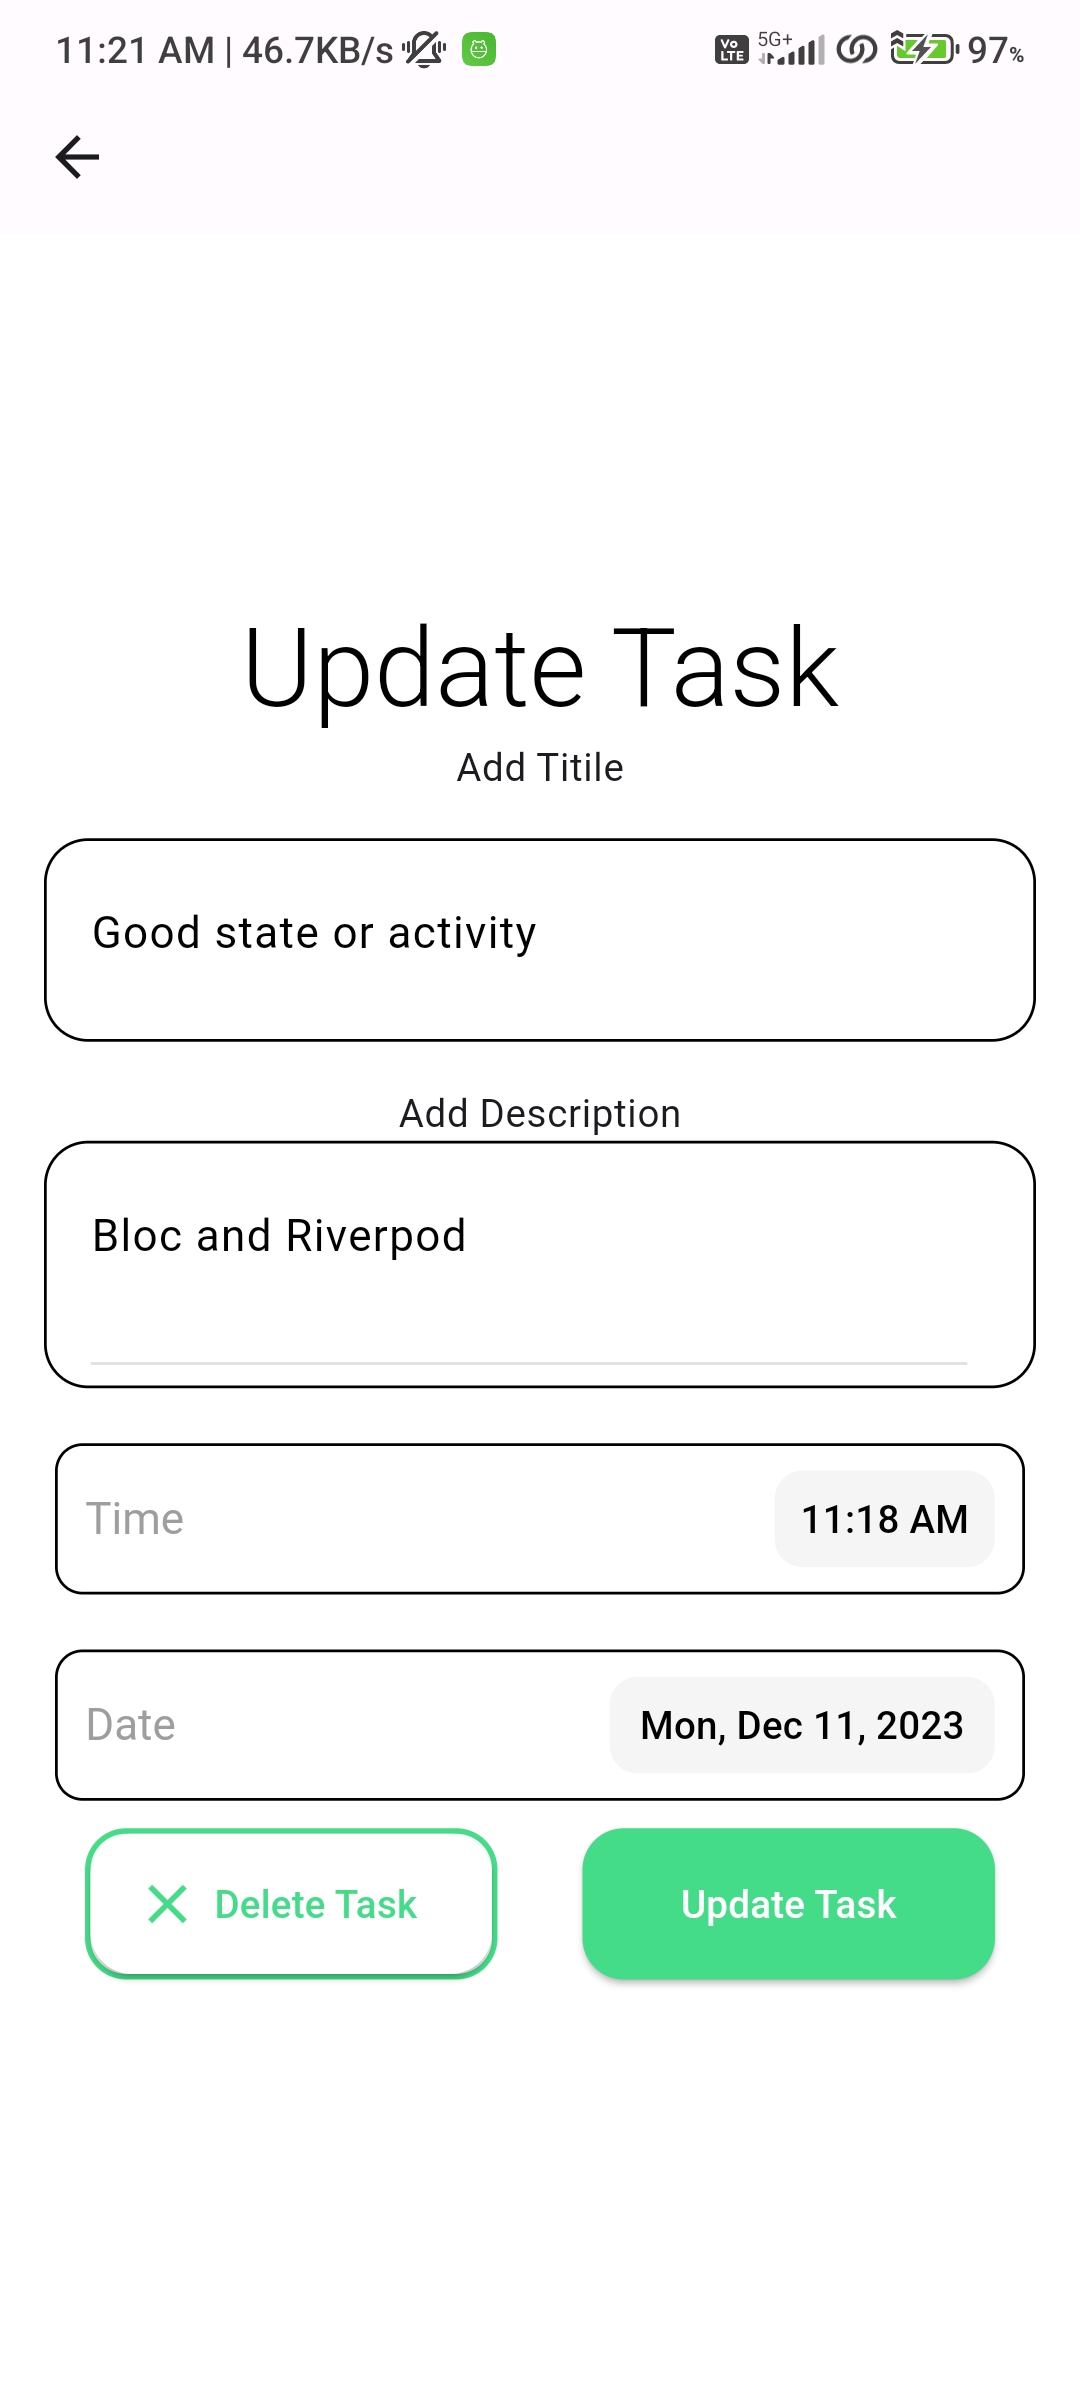 11:21 AM | 46.7KB/s Vo LTE 5G+ 97%
Update Task
Add Titile
Good state or activity
Add Description
Bloc and Riverpod
Time 11:18 AM
Date Mon, Dec 11, 2023
Delete Task Update Task